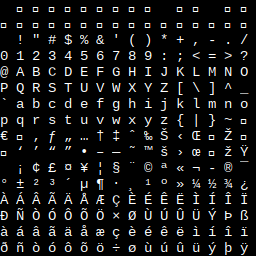 ! " # $ % & ' ( ) * + , - . /
0 1 2 3 4 5 6 7 8 9 : ; < = > ?
@ A B C D E F G H I J K L M N O
P Q R S T U V W X Y Z [ \ ] ^ _
` a b c d e f g h i j k l m n o
p q r s t u v w x y z { | } ~
€ ‚ ƒ „ … † ‡ ˆ ‰ Š ‹ Œ Ž
‘ ’ “ ” • – — ˜ ™ š › œ ž Ÿ
¡ ¢ £ ¤ ¥ ¦ § ¨ © ª « ¬ - ® ¯
° ± ² ³ ´ µ ¶ · ¸ ¹ º » ¼ ½ ¾ ¿
À Á Â Ã Ä Å Æ Ç È É Ê Ë Ì Í Î Ï
Ð Ñ Ò Ó Ô Õ Ö × Ø Ù Ú Û Ü Ý Þ ß
à á â ã ä å æ ç è é ê ë ì í î ï
ð ñ ò ó ô õ ö ÷ ø ù ú û ü ý þ ÿ